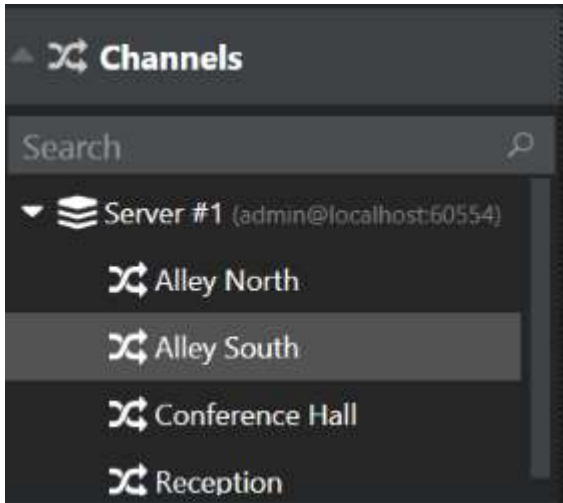 Channels
Search
Server #1 (admin@localhost:60554)
Alley North
Alley South
Conference Hall
Reception